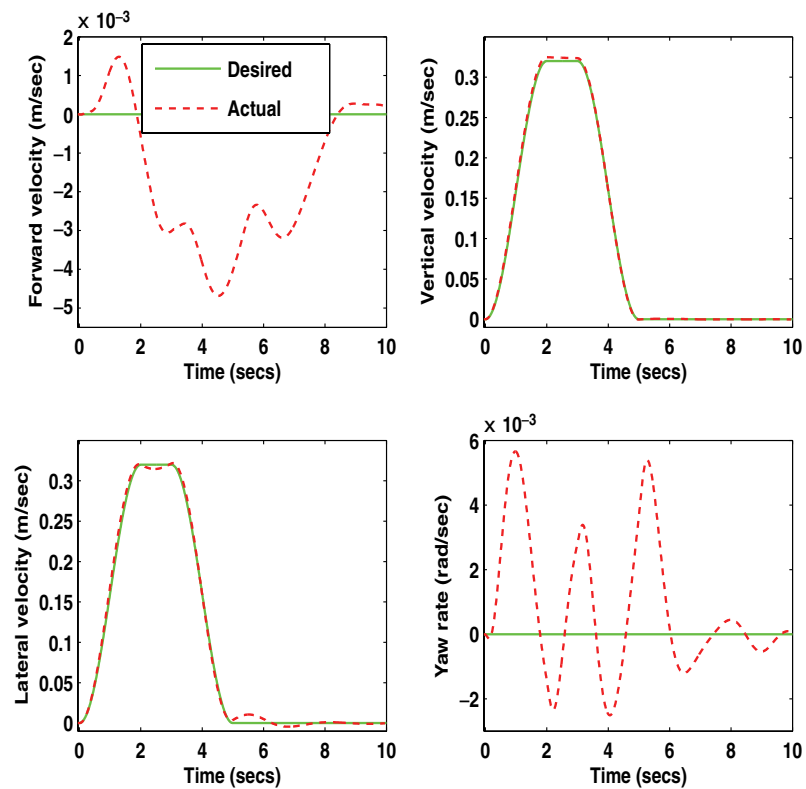 × 10⁻³
2
1
0
−1
−2
−3
−4
−5
Forward velocity (m/sec)
Desired
Actual
0 2 4 6 8 10
Time (secs)
0.3
0.25
0.2
0.15
0.1
0.05
0
Vertical velocity (m/sec)
0 2 4 6 8 10
Time (secs)
0.3
0.25
0.2
0.15
0.1
0.05
0
Lateral velocity (m/sec)
0 2 4 6 8 10
Time (secs)
× 10⁻³
6
4
2
0
−2
Yaw rate (rad/sec)
0 2 4 6 8 10
Time (secs)